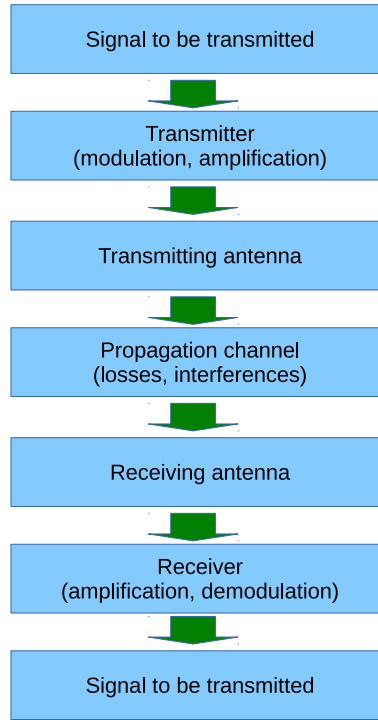 Signal to be transmitted
Transmitter
(modulation, amplification)
Transmitting antenna
Propagation channel
(losses, interferences)
Receiving antenna
Receiver
(amplification, demodulation)
Signal to be transmitted